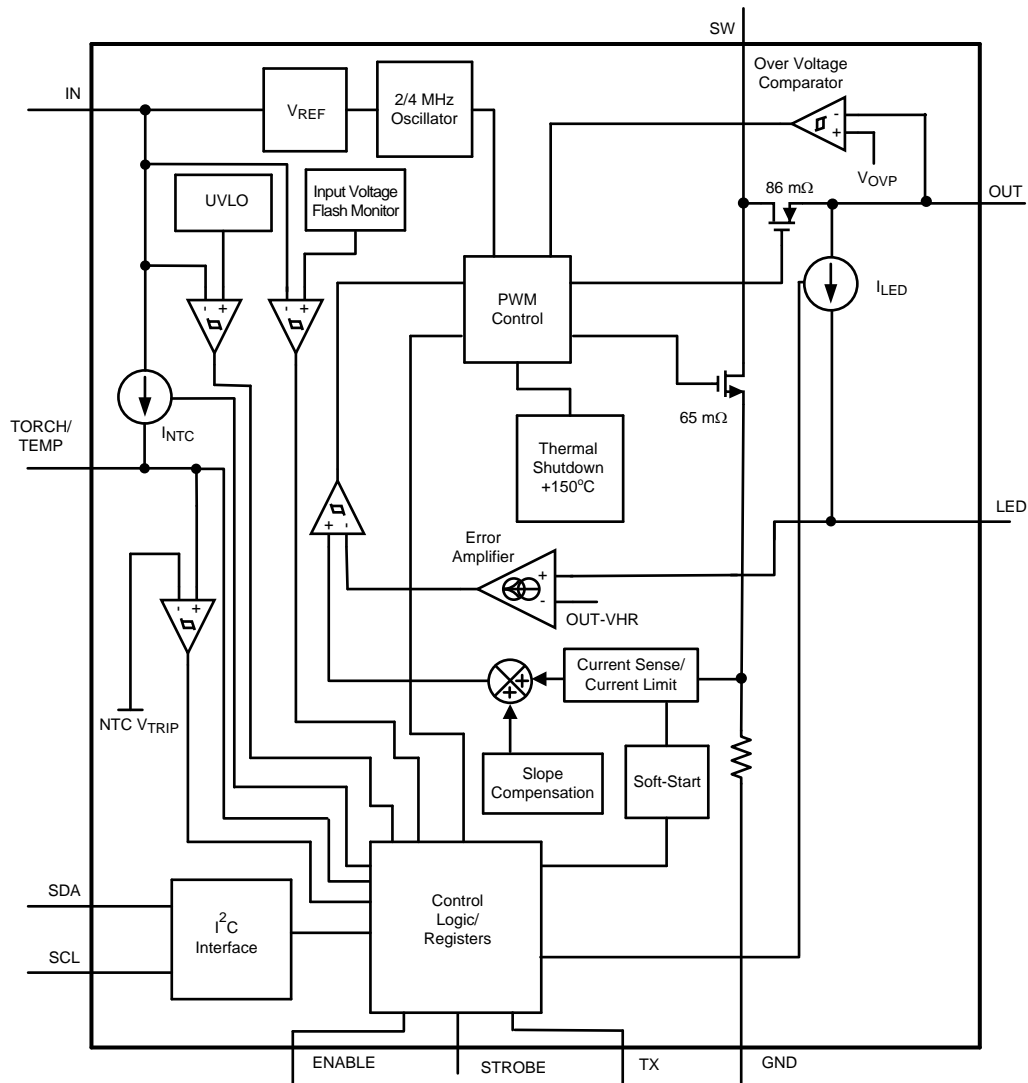 SW
Over Voltage
Comparator
IN
VREF
2/4 MHz
Oscillator
-
+
VOVP
UVLO
Input Voltage
Flash Monitor
86 mΩ
OUT
- +
- +
PWM
Control
ILED
INTC
65 mΩ
TORCH/
TEMP
Thermal
Shutdown
+150°C
LED
+ -
Error
Amplifier
+
-
OUT-VHR
- +
Current Sense/
Current Limit
+
+
NTC VTRIP
Slope
Compensation
Soft-Start
SDA
I2C
Interface
SCL
Control
Logic/
Registers
ENABLE
STROBE
TX
GND